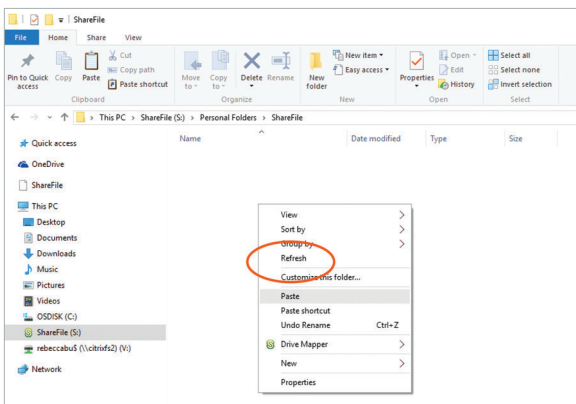 ShareFile
File Home Share View
Pin to Quick access
Copy
Paste
Cut
Copy path
Paste shortcut
Clipboard
Move to
Copy to
Delete
Rename
Organize
New folder
New item
Easy access
New
Properties
Open
Edit
History
Open
Select all
Select none
Invert selection
Select
This PC > ShareFile (S:) > Personal Folders > ShareFile
Name Date modified Type Size
Quick access
OneDrive
ShareFile
This PC
Desktop
Documents
Downloads
Music
Pictures
Videos
OSDISK (C:)
ShareFile (S:)
rebeccabu$ (\\citrixfs2) (V:)
Network
View
Sort by
Group by
Refresh
Customize this folder...
Paste
Paste shortcut
Undo Rename Ctrl+Z
Drive Mapper
New
Properties